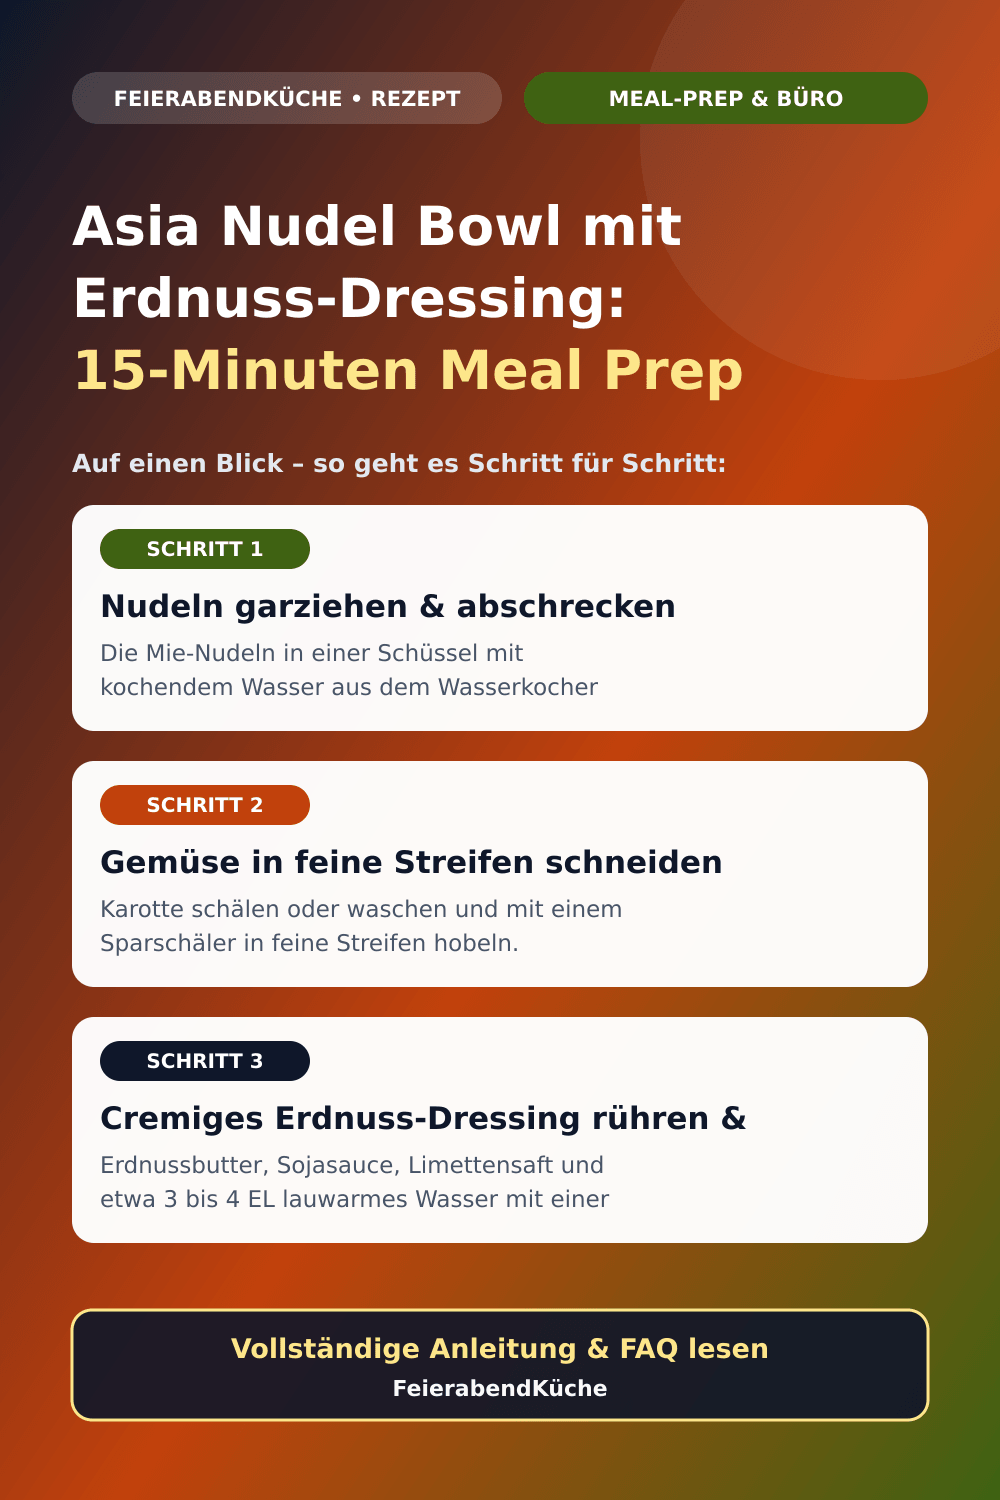 FEIERABENDKÜCHE • REZEPT
MEAL-PREP & BÜRO
Asia Nudel Bowl mit
Erdnuss-Dressing:
15-Minuten Meal Prep
Auf einen Blick – so geht es Schritt für Schritt:
SCHRITT 1
Nudeln garziehen & abschrecken
Die Mie-Nudeln in einer Schüssel mit
kochendem Wasser aus dem Wasserkocher
SCHRITT 2
Gemüse in feine Streifen schneiden
Karotte schälen oder waschen und mit einem
Sparschäler in feine Streifen hobeln.
SCHRITT 3
Cremiges Erdnuss-Dressing rühren &
Erdnussbutter, Sojasauce, Limettensaft und
etwa 3 bis 4 EL lauwarmes Wasser mit einer
Vollständige Anleitung & FAQ lesen
FeierabendKüche